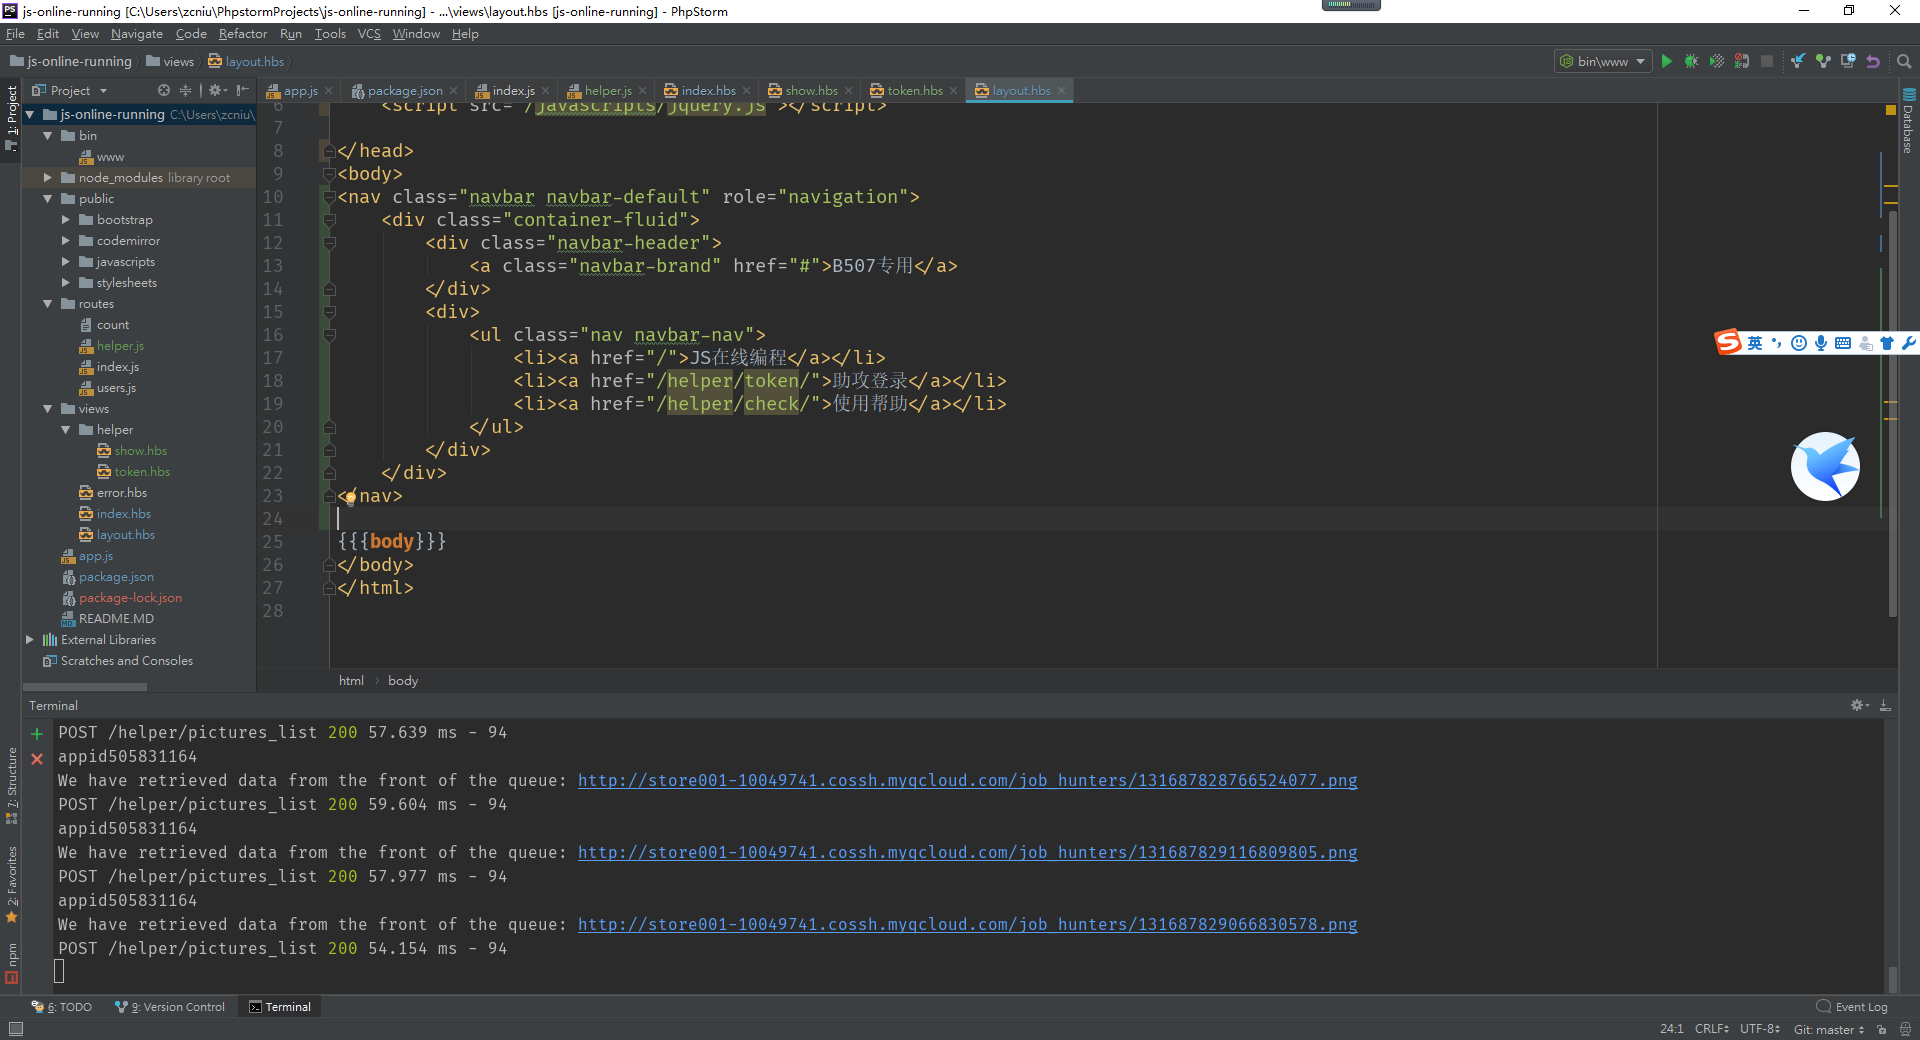 js-online-running [C:\Users\zcniu\PhpstormProjects\js-online-running] - ...\views\layout.hbs [js-online-running] - PhpStorm
File Edit View Navigate Code Refactor Run Tools VCS Window Help
js-online-running views layout.hbs
bin\www
Project
app.js package.json index.js helper.js index.hbs show.hbs token.hbs layout.hbs
1: Project
7: Structure
2: Favorites
npm
Database
js-online-running C:\Users\zcniu\
bin
www
node_modules library root
public
bootstrap
codemirror
javascripts
stylesheets
routes
count
helper.js
index.js
users.js
views
helper
show.hbs
token.hbs
error.hbs
index.hbs
layout.hbs
app.js
package.json
package-lock.json
README.MD
External Libraries
Scratches and Consoles
6 <script src="/javascripts/jquery.js"></script>
7
8 </head>
9 <body>
10 <nav class="navbar navbar-default" role="navigation">
11 <div class="container-fluid">
12 <div class="navbar-header">
13 <a class="navbar-brand" href="#">B507专用</a>
14 </div>
15 <div>
16 <ul class="nav navbar-nav">
17 <li><a href="/">JS在线编程</a></li>
18 <li><a href="/helper/token/">助攻登录</a></li>
19 <li><a href="/helper/check/">使用帮助</a></li>
20 </ul>
21 </div>
22 </div>
23 </nav>
24
25 {{{body}}}
26 </body>
27 </html>
28
英
html body
Terminal
POST /helper/pictures_list 200 57.639 ms - 94
appid505831164
We have retrieved data from the front of the queue: http://store001-10049741.cossh.myqcloud.com/job_hunters/131687828766524077.png
POST /helper/pictures_list 200 59.604 ms - 94
appid505831164
We have retrieved data from the front of the queue: http://store001-10049741.cossh.myqcloud.com/job_hunters/131687829116809805.png
POST /helper/pictures_list 200 57.977 ms - 94
appid505831164
We have retrieved data from the front of the queue: http://store001-10049741.cossh.myqcloud.com/job_hunters/131687829066830578.png
POST /helper/pictures_list 200 54.154 ms - 94
6: TODO 9: Version Control Terminal Event Log
24:1 CRLF UTF-8 Git: master